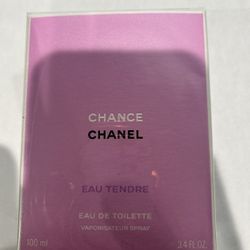 CHANCE
CHANEL
EAU TENDRE
EAU DE TOILETTE
VAPORISATEUR SPRAY
100 ml 3.4 FL. OZ.